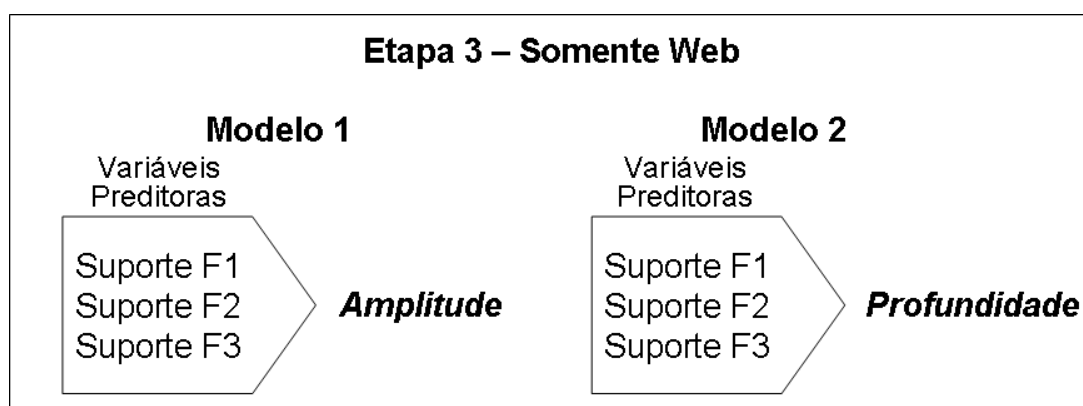 Etapa 3 – Somente Web
Modelo 1
Variáveis
Preditoras
Suporte F1
Suporte F2
Suporte F3
Amplitude
Modelo 2
Variáveis
Preditoras
Suporte F1
Suporte F2
Suporte F3
Profundidade